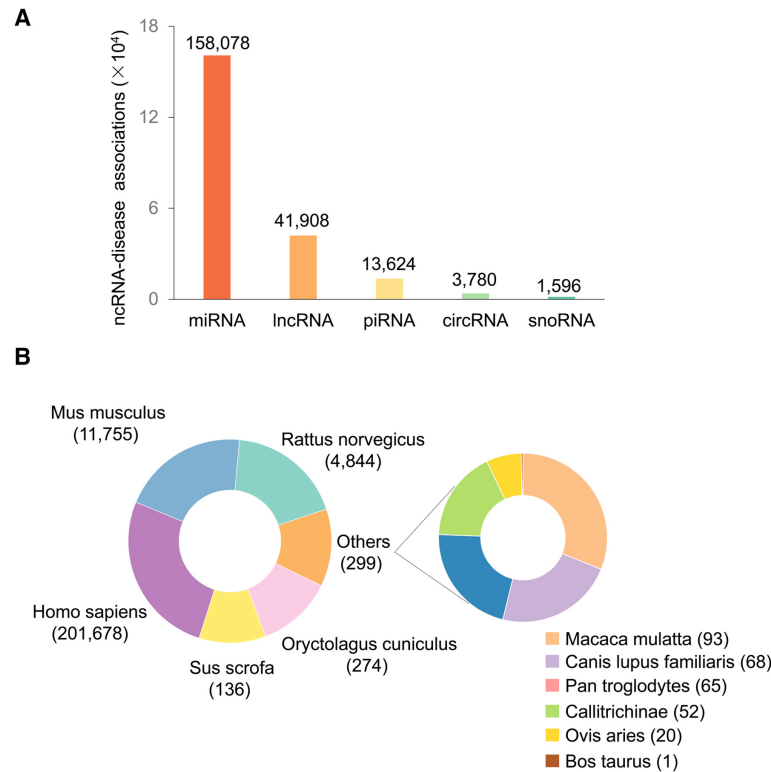 A
ncRNA-disease associations (×10⁴)
18
12
6
0
158,078
41,908
13,624
3,780
1,596
miRNA
lncRNA
piRNA
circRNA
snoRNA
B
Mus musculus
(11,755)
Rattus norvegicus
(4,844)
Others
(299)
Homo sapiens
(201,678)
Oryctolagus cuniculus
(274)
Sus scrofa
(136)
Macaca mulatta (93)
Canis lupus familiaris (68)
Pan troglodytes (65)
Callitrichinae (52)
Ovis aries (20)
Bos taurus (1)